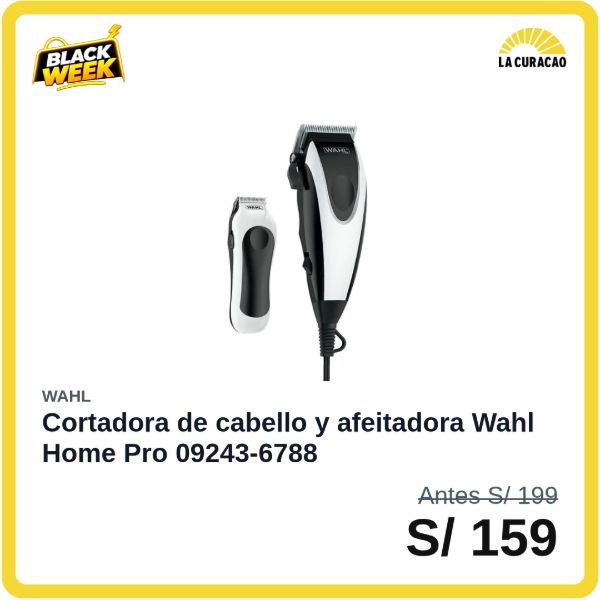 BLACK
WEEK
LA CURACAO
WAHL
WAHL
WAHL
Cortadora de cabello y afeitadora Wahl
Home Pro 09243-6788
Antes S/ 199
S/ 159